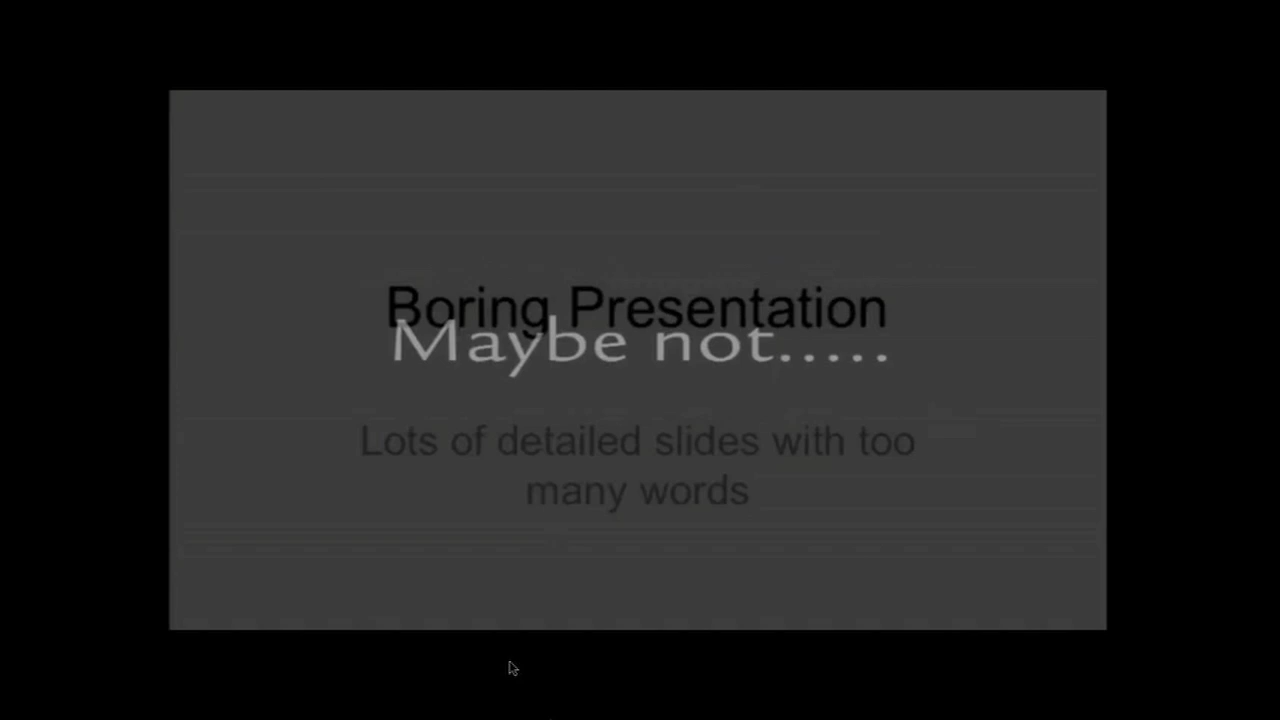 Boring Presentation
Maybe not.....
Lots of detailed slides with too
many words